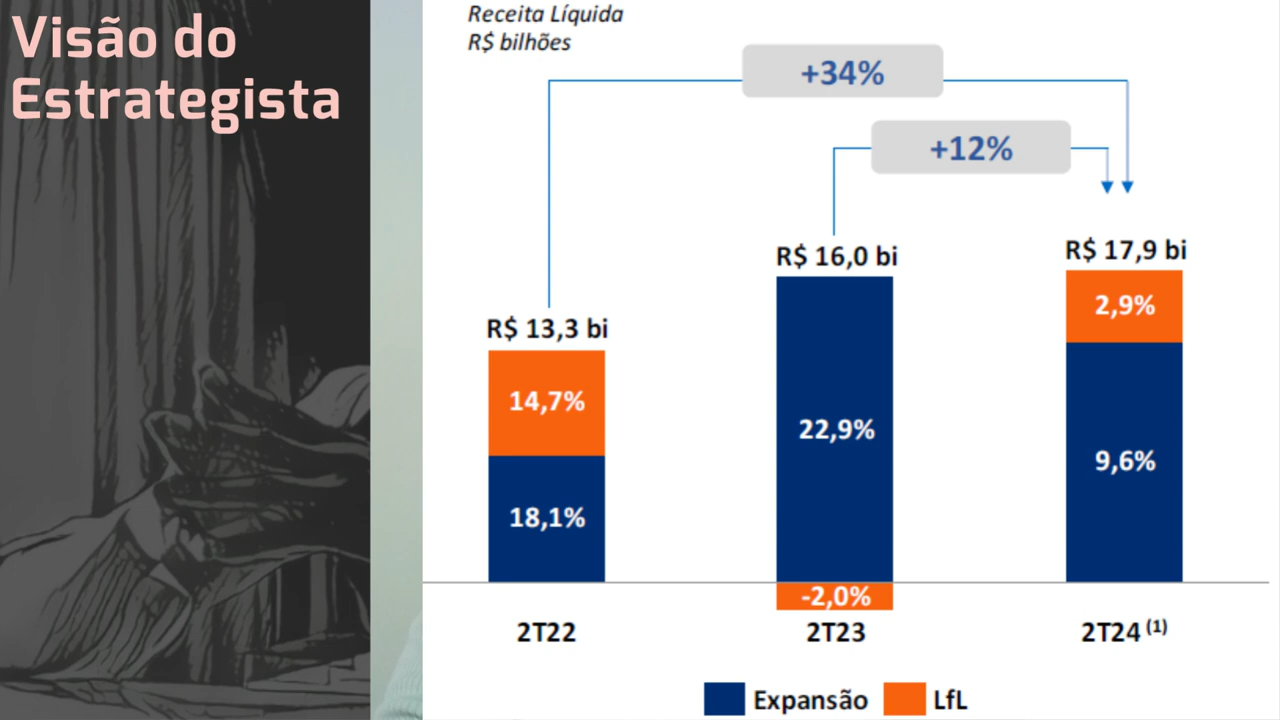 Visão do
Estrategista
Receita Líquida
R$ bilhões
+34%
+12%
R$ 13,3 bi
R$ 16,0 bi
R$ 17,9 bi
14,7%
18,1%
22,9%
-2,0%
2,9%
9,6%
2T22
2T23
2T24 (1)
Expansão
LfL